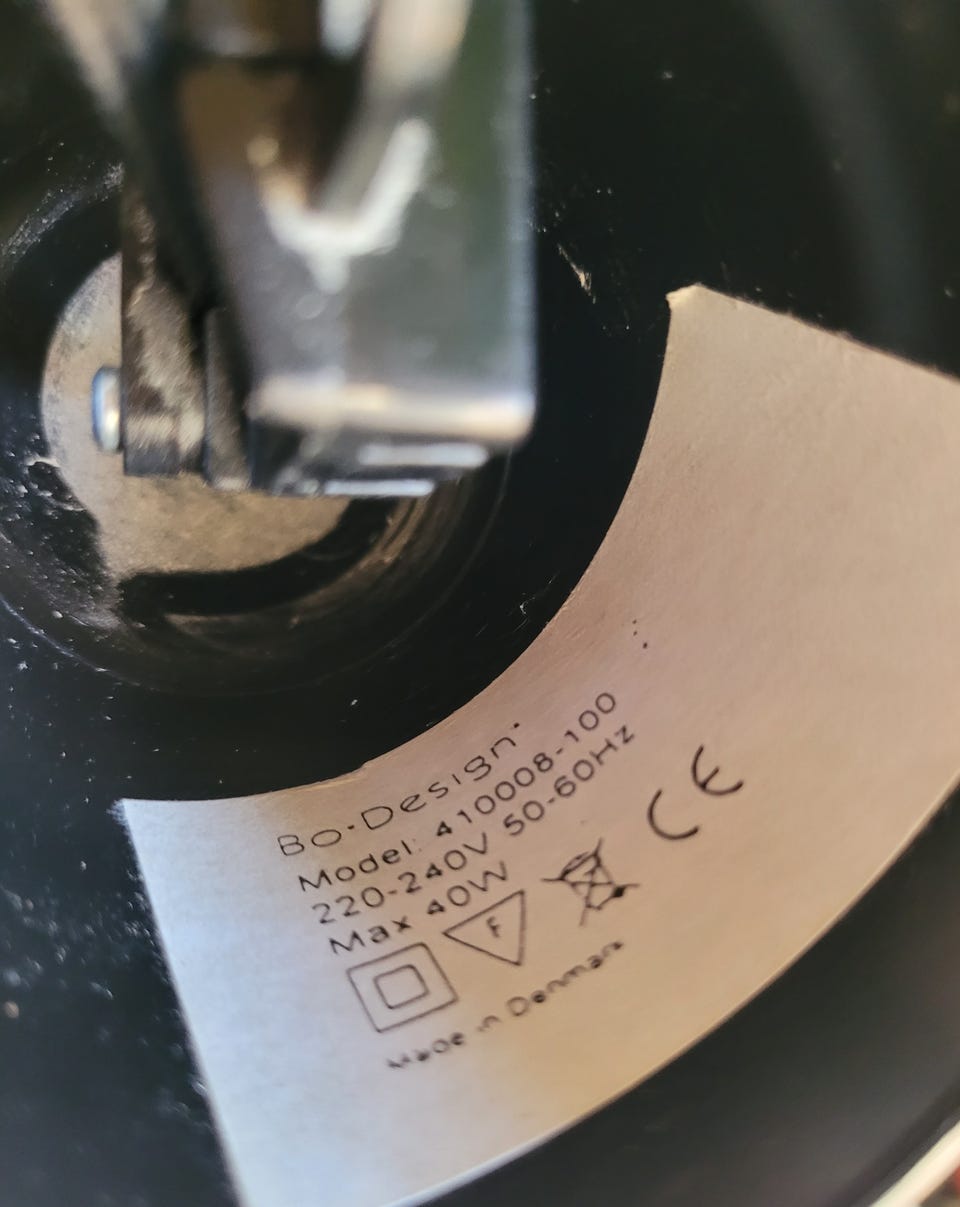 Bo-Design
Model: 410008-100
220-240V 50-60Hz
Max 40W
F
CE
Made in Denmark